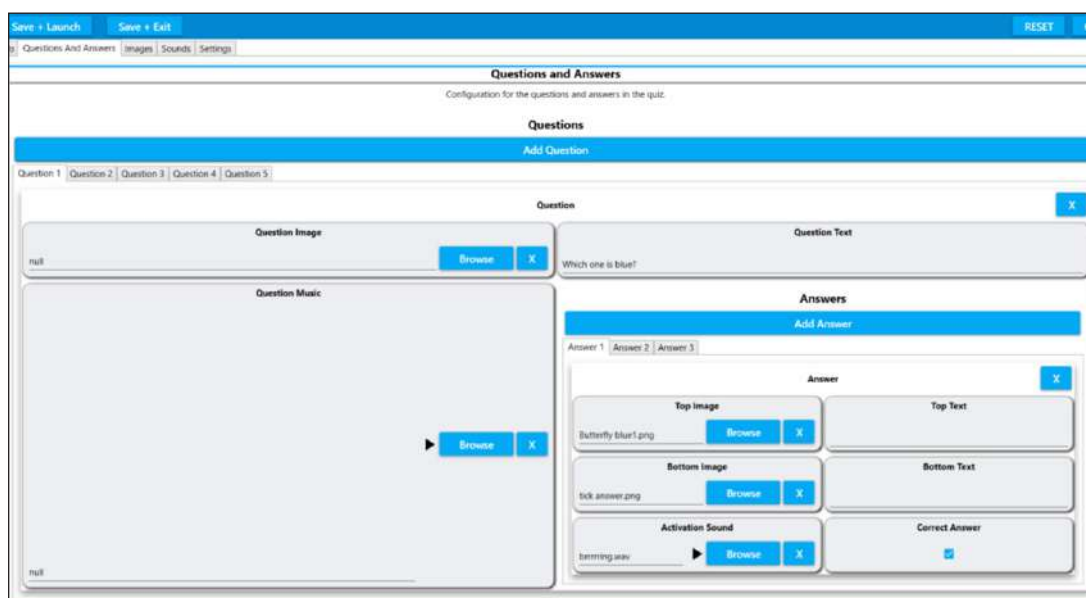 Save + Launch Save + Exit RESET
Questions And Answers Images Sounds Settings
Questions and Answers
Configuration for the questions and answers in the quiz.
Questions
Add Question
Question 1 Question 2 Question 3 Question 4 Question 5
Question X
Question Image Question Text
null Browse X Which one is blue?
Question Music Answers
Add Answer
Answer 1 Answer 2 Answer 3
Answer X
Top Image Top Text
Butterfly blue1.png Browse X
Bottom Image Bottom Text
Browse X
tick answer.png
Activation Sound Correct Answer
Browse X
null